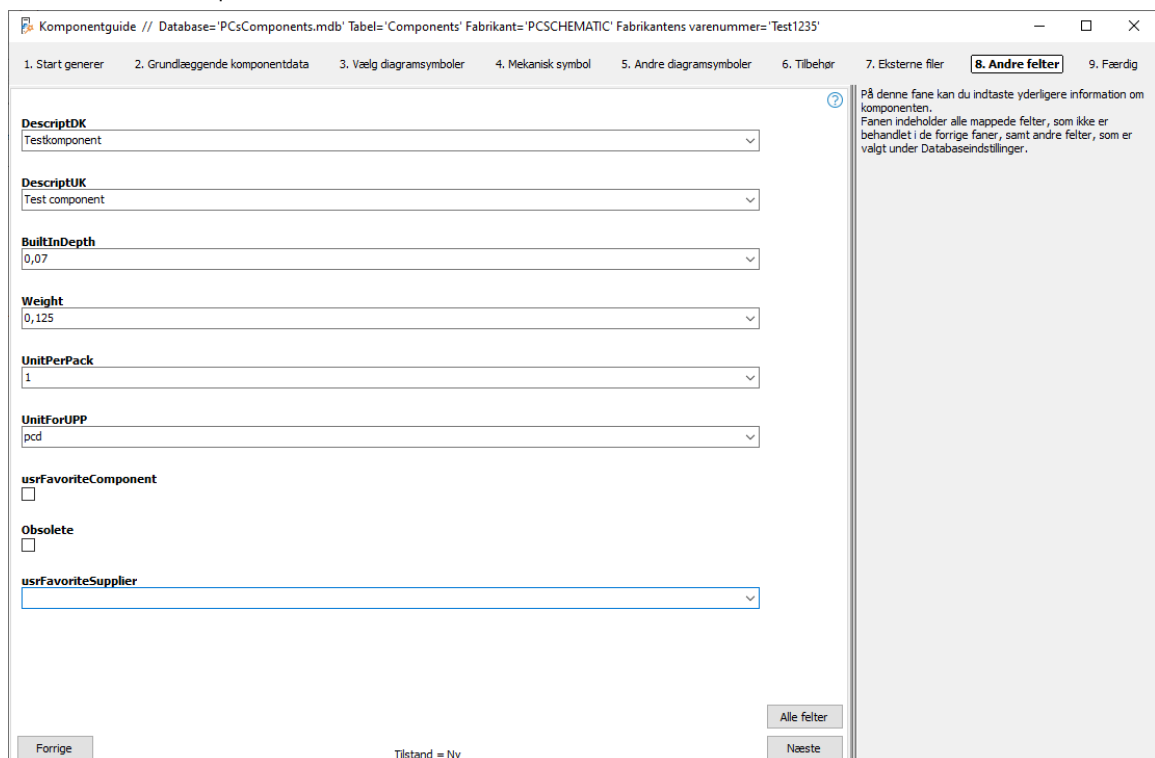 Komponentguide // Database='PCsComponents.mdb' Tabel='Components' Fabrikant='PCSCHEMATIC' Fabrikantens varenummer='Test1235'
1. Start generer 2. Grundlæggende komponentdata 3. Vælg diagramsymboler 4. Mekanisk symbol 5. Andre diagramsymboler 6. Tilbehør 7. Eksterne filer 8. Andre felter 9. Færdig
På denne fane kan du indtaste yderligere information om
komponenten.
Fanen indeholder alle mappede felter, som ikke er
behandlet i de forrige faner, samt andre felter, som er
valgt under Databaseindstillinger.
?
DescriptDK
Testkomponent
DescriptUK
Test component
BuiltInDepth
0,07
Weight
0,125
UnitPerPack
1
UnitForUPP
pcd
usrFavoriteComponent
Obsolete
usrFavoriteSupplier
Alle felter
Forrige
Tilstand = Ny
Næste